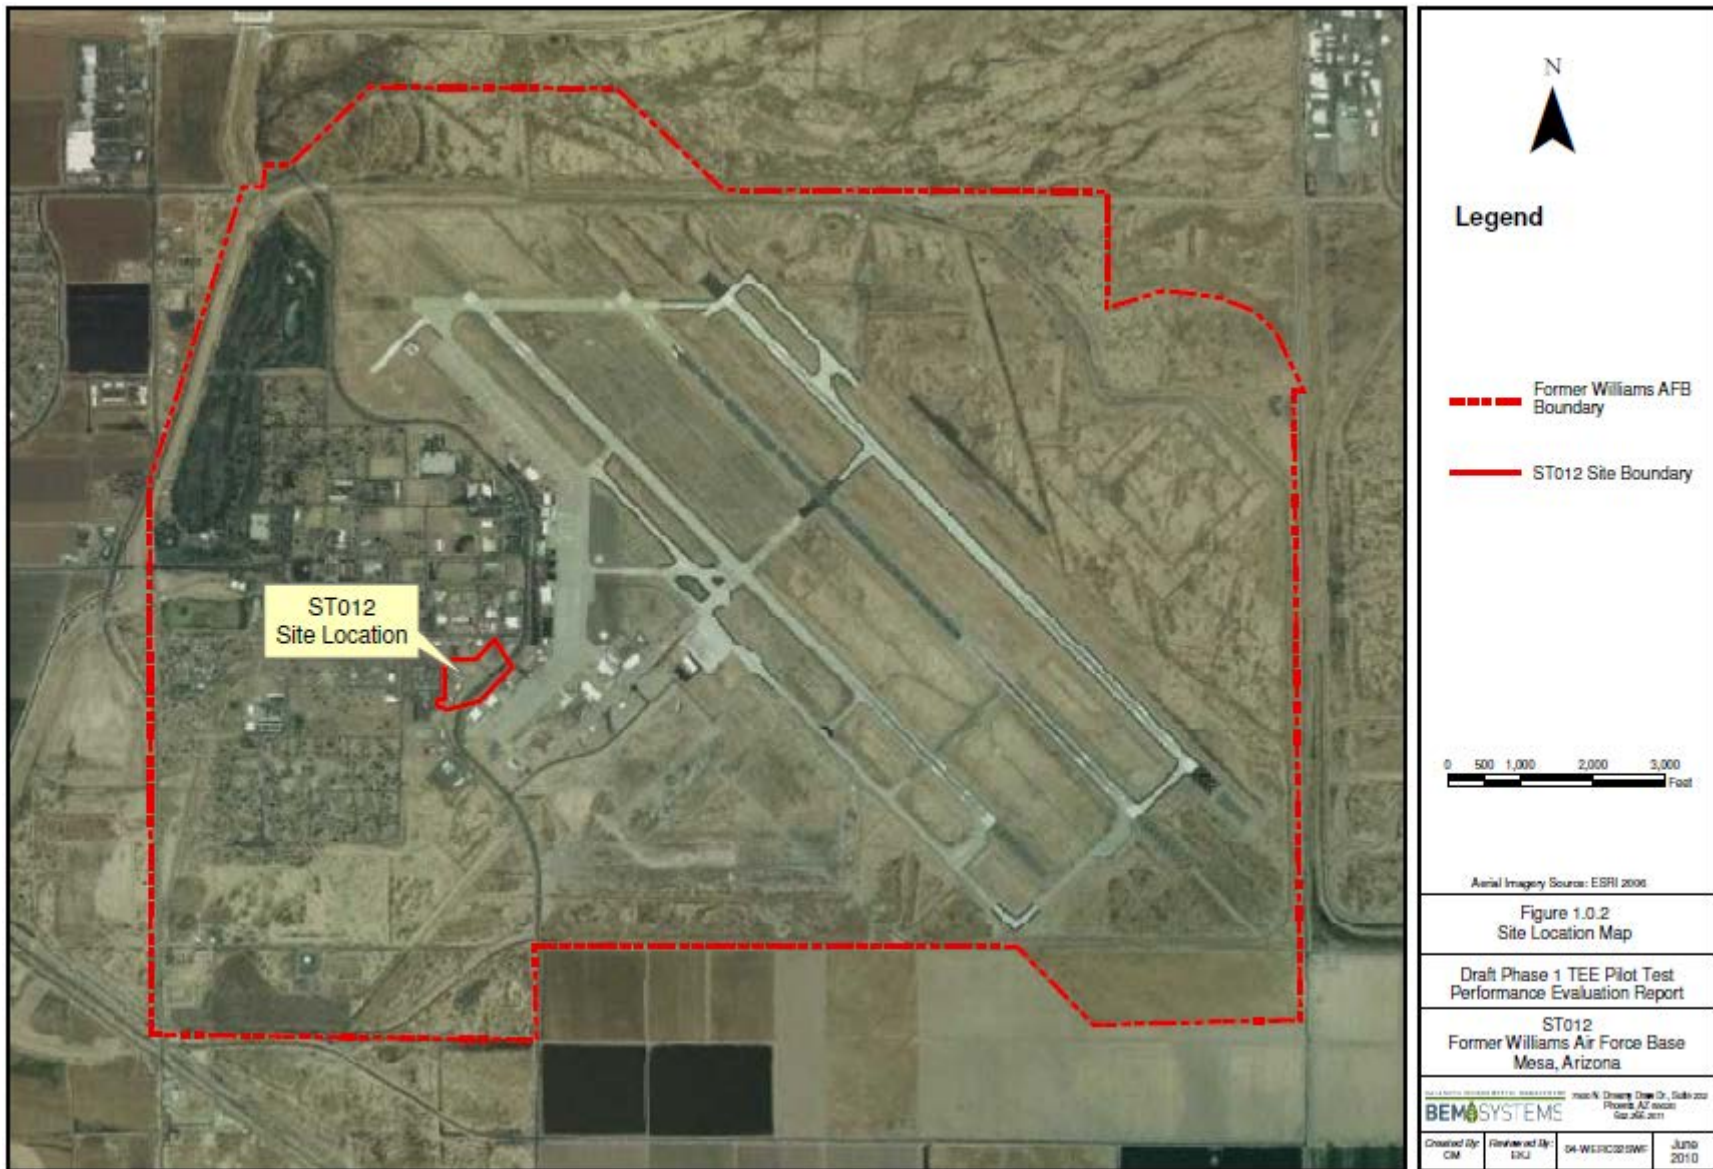 ST012
Site Location
N
Legend
Former Williams AFB
Boundary
ST012 Site Boundary
0 500 1,000 2,000 3,000
Feet
Aerial Imagery Source: ESRI 2006
Figure 1.0.2
Site Location Map
Draft Phase 1 TEE Pilot Test
Performance Evaluation Report
ST012
Former Williams Air Force Base
Mesa, Arizona
BEM SYSTEMS
Phoenix, AZ
Created By:
CM
Reviewed By:
EKJ
June
2010